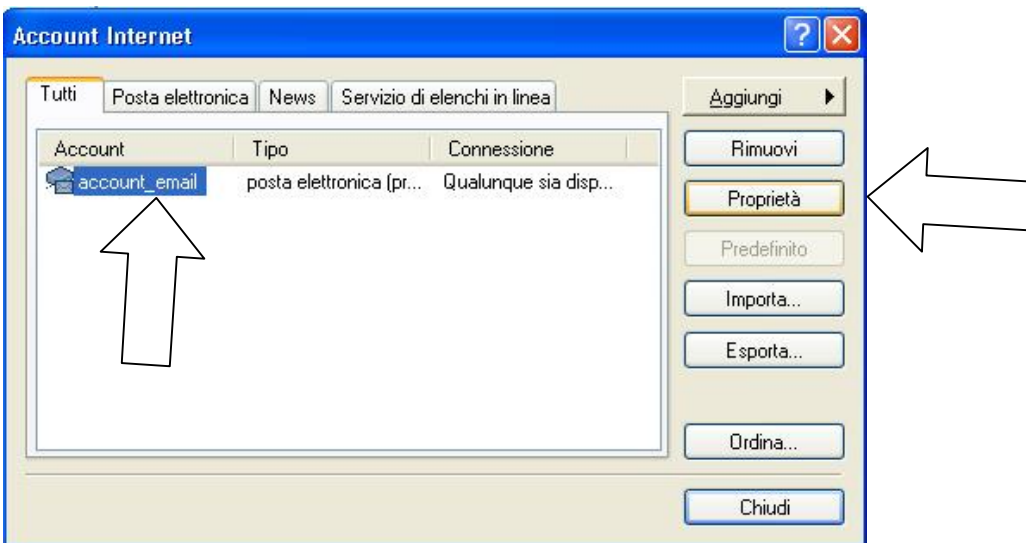 Account Internet
Tutti Posta elettronica News Servizio di elenchi in linea
Account Tipo Connessione
account_email posta elettronica (pr... Qualunque sia disp...
Aggiungi
Rimuovi
Proprietà
Predefinito
Importa...
Esporta...
Ordina...
Chiudi